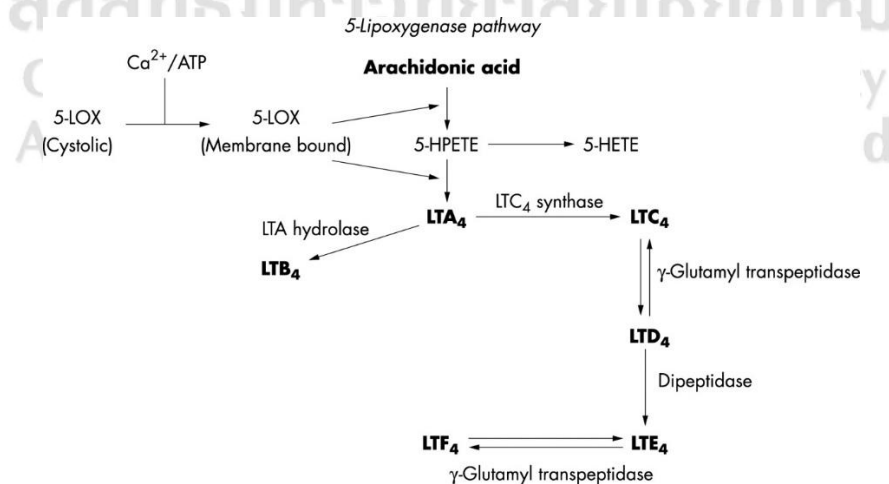 5-Lipoxygenase pathway
Ca²⁺/ATP
Arachidonic acid
5-LOX
(Cystolic)
5-LOX
(Membrane bound)
5-HPETE
5-HETE
LTA hydrolase
LTA₄
LTC₄ synthase
LTC₄
LTB₄
γ-Glutamyl transpeptidase
LTD₄
Dipeptidase
LTF₄
LTE₄
γ-Glutamyl transpeptidase